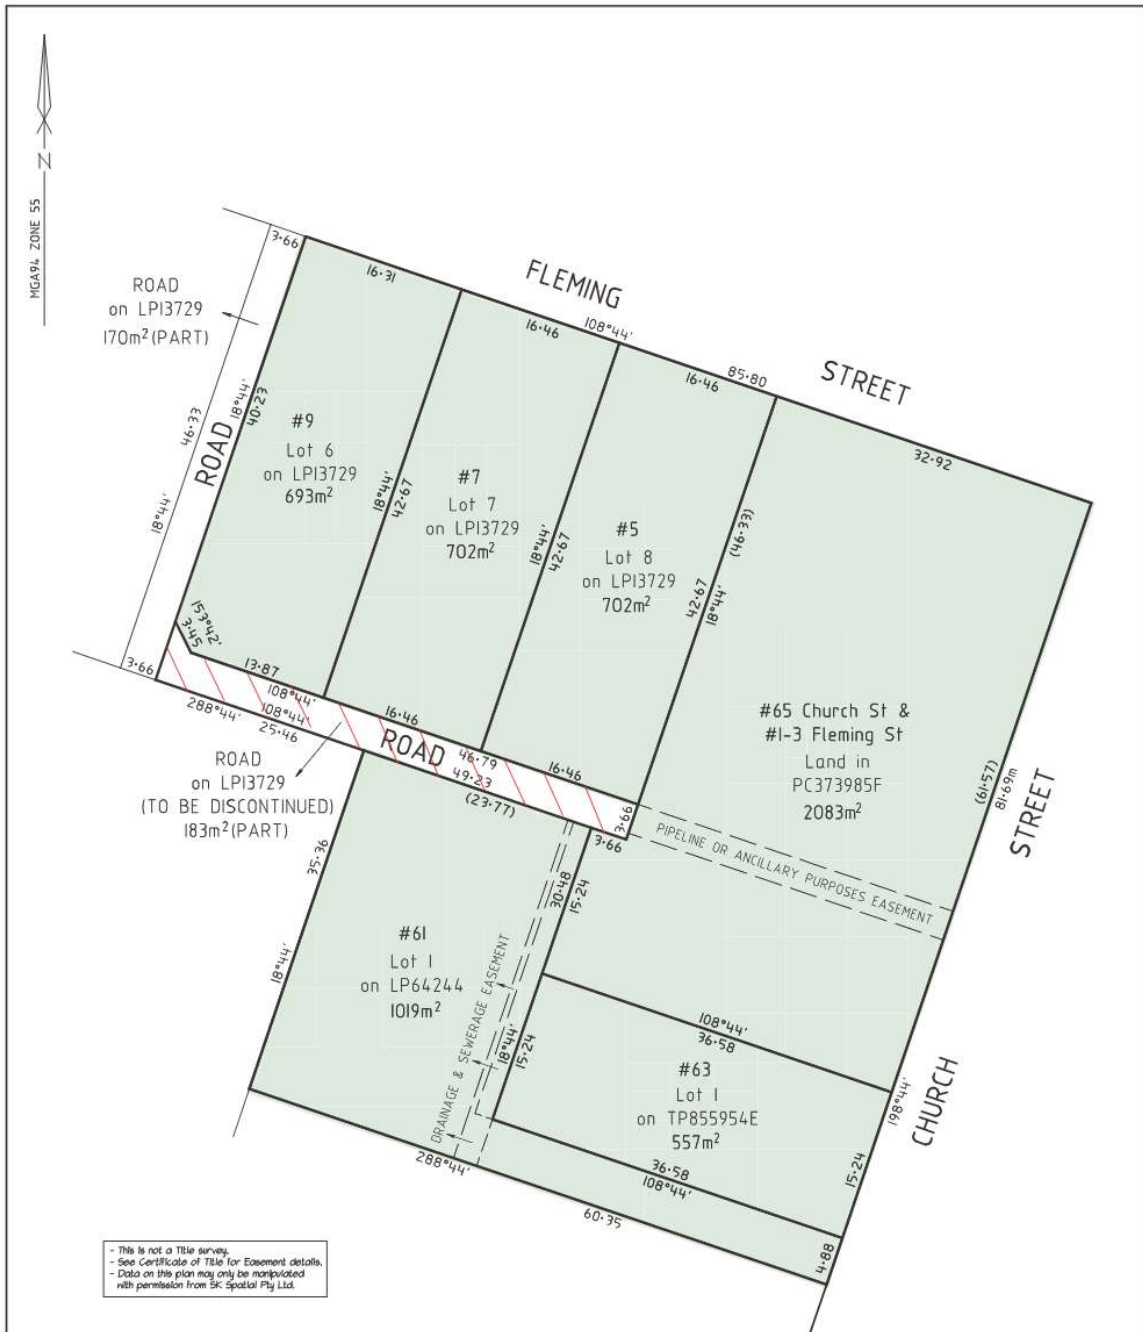 N
MGA94 ZONE 55
3·66
16·31
FLEMING
ROAD
on LP13729
170m² (PART)
16·46
108°44'
85·80
STREET
16·46
32·92
46·33
18°44'
ROAD
18°44'
40·23
#9
Lot 6
on LP13729
693m²
18°44'
42·67
#7
Lot 7
on LP13729
702m²
18°44'
42·67
#5
Lot 8
on LP13729
702m²
(46·33)
42·67
18°44'
153°42'
3·45
3·66
13·87
108°44'
288°44'
108°44'
25·46
16·46
ROAD
46·79
49·23
(23·77)
16·46
3·66
3·66
#65 Church St &
#1-3 Fleming St
Land in
PC373985F
2083m²
(61·57)
81·69m
STREET
ROAD
on LP13729
(TO BE DISCONTINUED)
183m² (PART)
PIPELINE OR ANCILLARY PURPOSES EASEMENT
35·36
18°44'
30·48
15·24
#61
Lot 1
on LP64244
1019m²
DRAINAGE & SEWERAGE EASEMENT
18°44'
15·24
108°44'
36·58
#63
Lot 1
on TP855954E
557m²
198°44'
CHURCH
15·24
36·58
108°44'
288°44'
60·35
4·88
- This is not a Title survey.
- See Certificate of Title for Easement details.
- Data on this plan may only be manipulated
with permission from SK Spatial Pty Ltd.